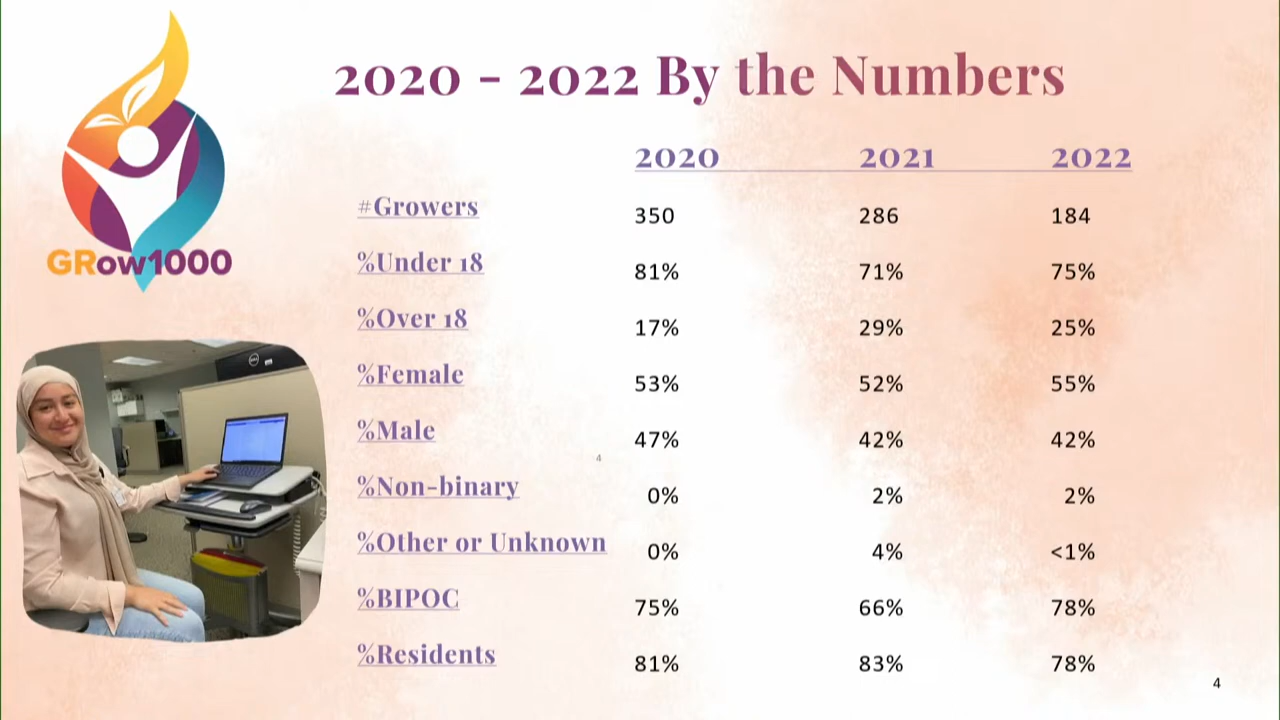 2020 - 2022 By the Numbers
2020 2021 2022
#Growers 350 286 184
%Under 18 81% 71% 75%
%Over 18 17% 29% 25%
%Female 53% 52% 55%
%Male 47% 42% 42%
4
%Non-binary 0% 2% 2%
%Other or Unknown 0% 4% <1%
%BIPOC 75% 66% 78%
%Residents 81% 83% 78%
4
GRow1000
DELL